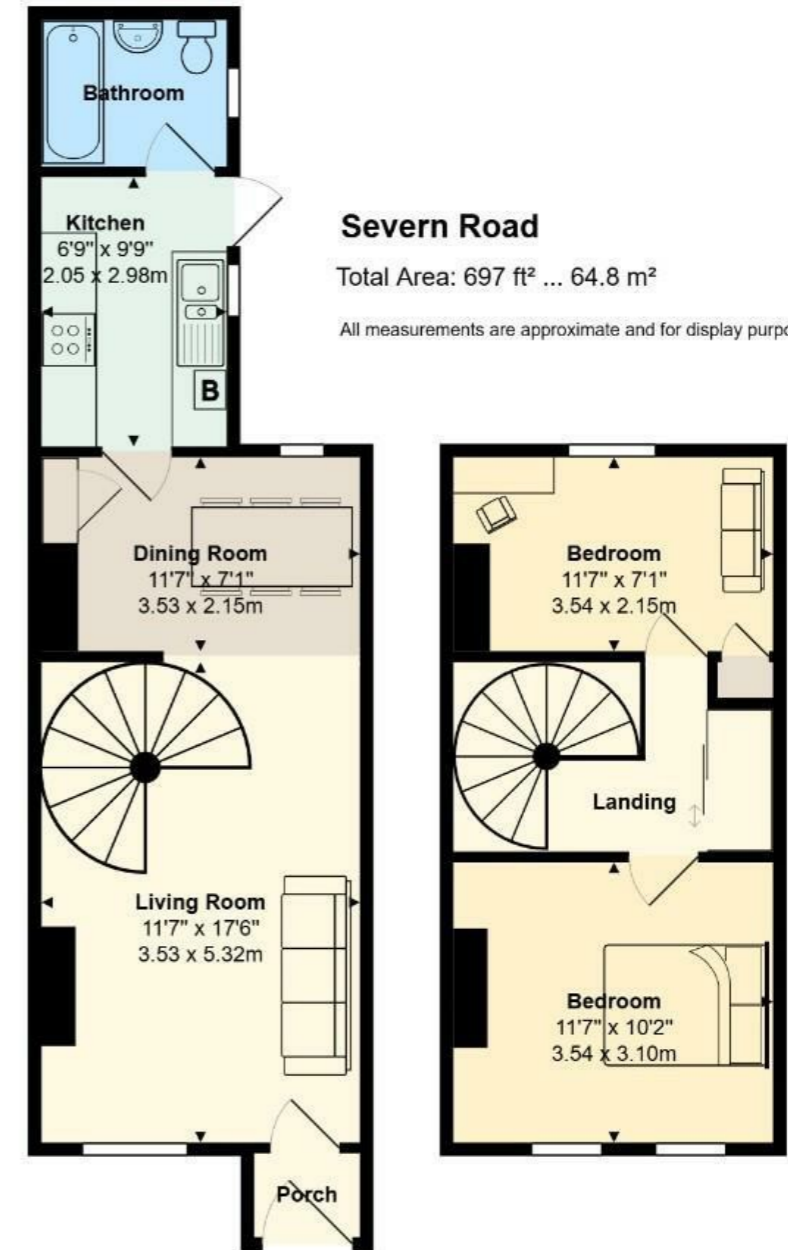 Bathroom
Kitchen
6'9" x 9'9"
2.05 x 2.98m
B
Severn Road
Total Area: 697 ft² ... 64.8 m²
All measurements are approximate and for display
Dining Room
11'7" x 7'1"
3.53 x 2.15m
Living Room
11'7" x 17'6"
3.53 x 5.32m
Porch
Bedroom
11'7" x 7'1"
3.54 x 2.15m
Landing
Bedroom
11'7" x 10'2"
3.54 x 3.10m